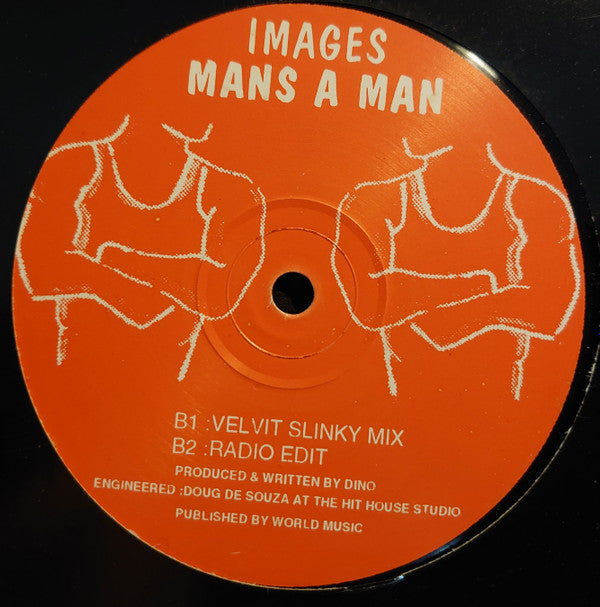 IMAGES
MANS A MAN
B1 :VELVIT SLINKY MIX
B2 :RADIO EDIT
PRODUCED & WRITTEN BY DINO
ENGINEERED :DOUG DE SOUZA AT THE HIT HOUSE STUDIO
PUBLISHED BY WORLD MUSIC